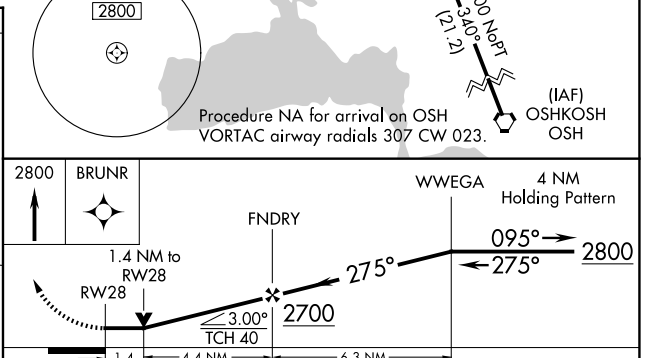 2800
00 NoPT
340°
(21.2)
(IAF)
OSHKOSH
OSH
Procedure NA for arrival on OSH
VORTAC airway radials 307 CW 023.
2800
BRUNR
WWEGA
4 NM
Holding Pattern
FNDRY
095°
275°
2800
1.4 NM to
RW28
RW28
275°
3.00°
TCH 40
2700
1.4
4.4 NM
6.3 NM